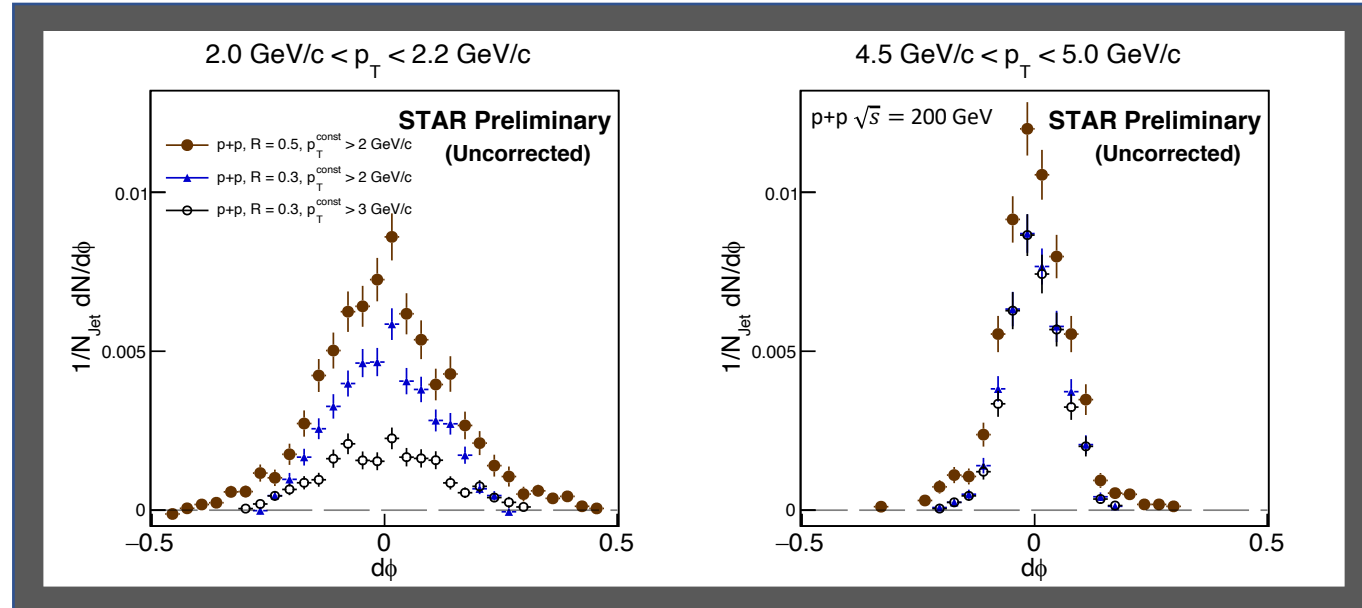 2.0 GeV/c < p_T < 2.2 GeV/c
STAR Preliminary
(Uncorrected)
p+p, R = 0.5, p_T^const > 2 GeV/c
p+p, R = 0.3, p_T^const > 2 GeV/c
p+p, R = 0.3, p_T^const > 3 GeV/c
1/N_Jet dN/dϕ
0.01
0.005
0
−0.5
0
0.5
dϕ
4.5 GeV/c < p_T < 5.0 GeV/c
p+p √s = 200 GeV
STAR Preliminary
(Uncorrected)
1/N_Jet dN/dϕ
0.01
0.005
0
−0.5
0
0.5
dϕ